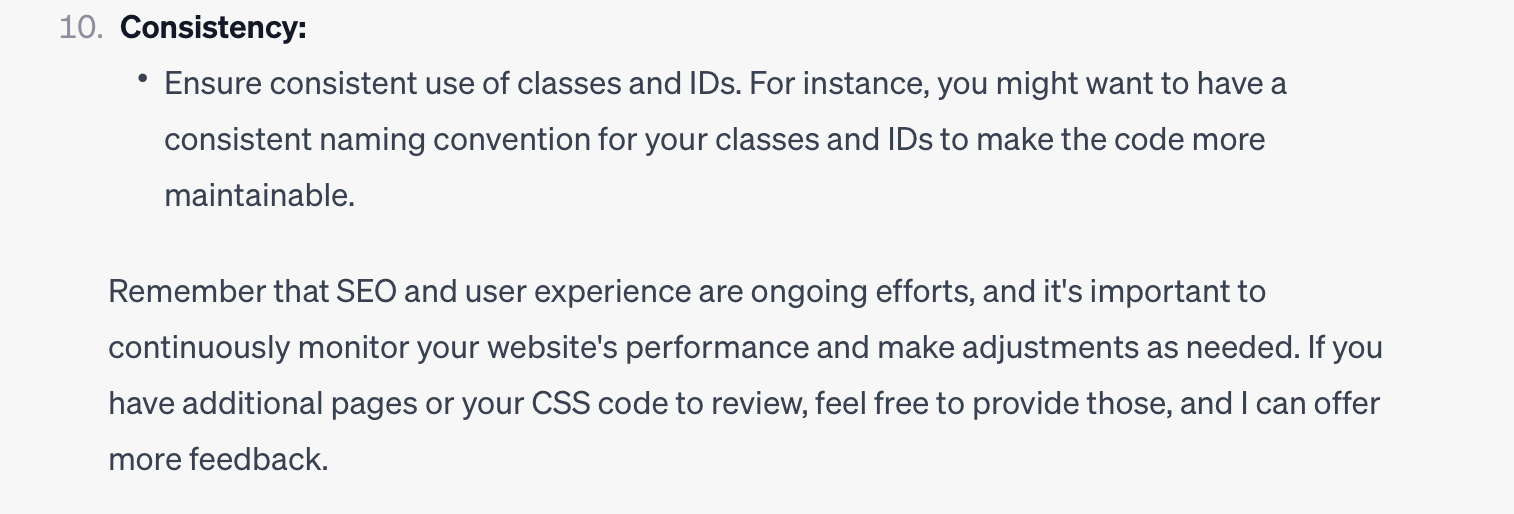 10. Consistency:
• Ensure consistent use of classes and IDs. For instance, you might want to have a
consistent naming convention for your classes and IDs to make the code more
maintainable.
Remember that SEO and user experience are ongoing efforts, and it's important to
continuously monitor your website's performance and make adjustments as needed. If you
have additional pages or your CSS code to review, feel free to provide those, and I can offer
more feedback.